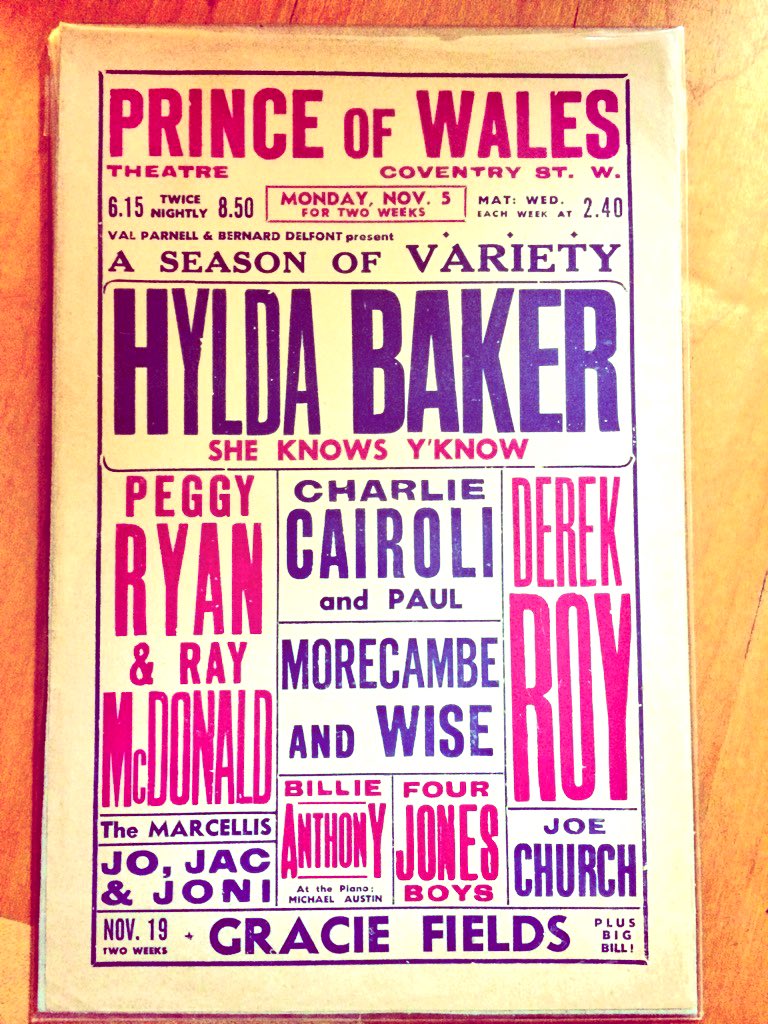 PRINCE OF WALES
THEATRE COVENTRY ST. W.
6.15 TWICE NIGHTLY 8.50
MONDAY, NOV. 5
FOR TWO WEEKS
MAT: WED.
EACH WEEK AT 2.40
VAL PARNELL & BERNARD DELFONT present
A SEASON OF VARIETY
HYLDA BAKER
SHE KNOWS Y'KNOW
PEGGY
RYAN
& RAY
McDONALD
CHARLIE
CAIROLI
and PAUL
MORECAMBE
AND WISE
DEREK
ROY
The MARCELLIS
JO, JAC
& JONI
BILLIE
ANTHONY
At the Piano:
MICHAEL AUSTIN
FOUR
JONES
BOYS
JOE
CHURCH
NOV. 19
TWO WEEKS
GRACIE FIELDS
PLUS
BIG
BILL!